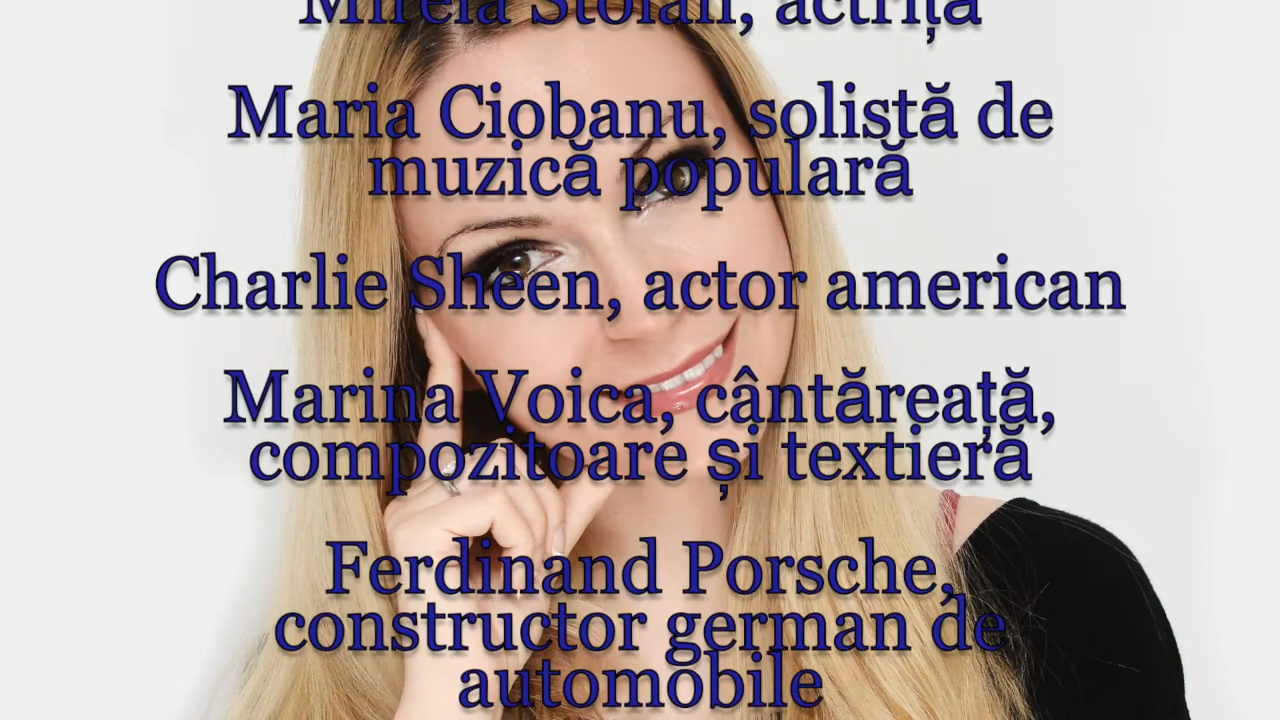 Mirela Stoian, actriță
Maria Ciobanu, solistă de
muzică populară
Charlie Sheen, actor american
Marina Voica, cântăreață,
compozitoare și textieră
Ferdinand Porsche,
constructor german de
automobile